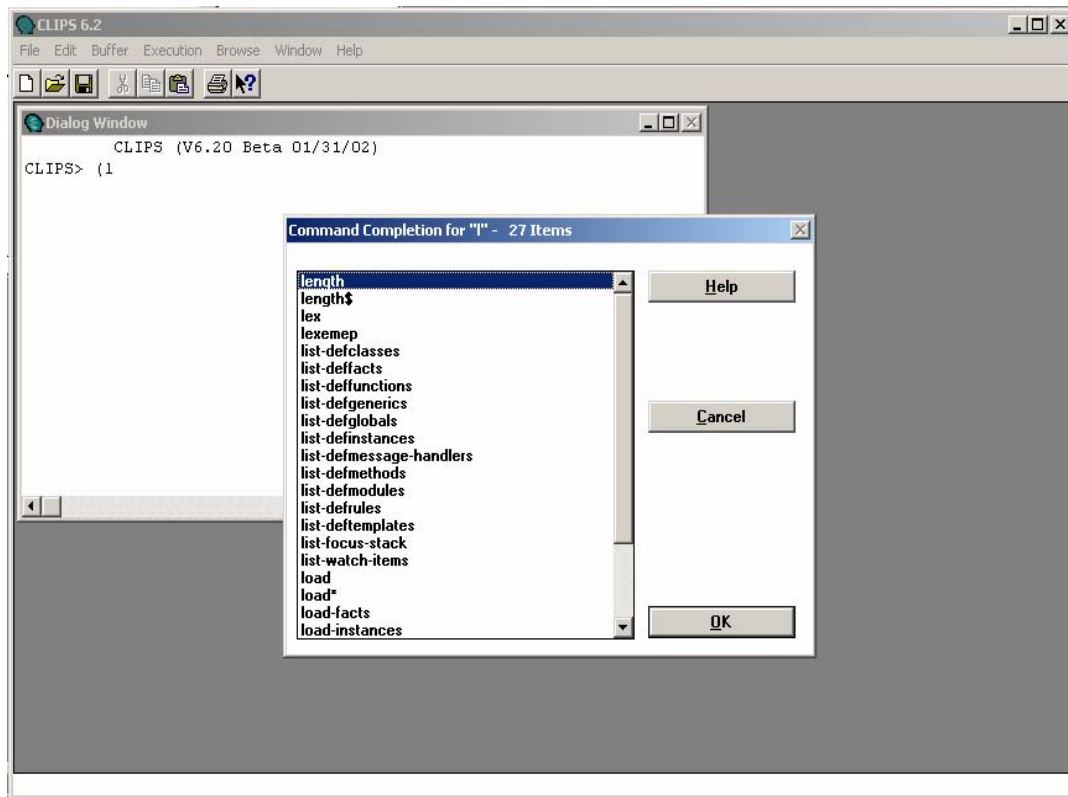 CLIPS 6.2
File Edit Buffer Execution Browse Window Help
Dialog Window
CLIPS (V6.20 Beta 01/31/02)
CLIPS> (l
Command Completion for "l" - 27 Items
length
length$
lex
lexemep
list-defclasses
list-deffacts
list-deffunctions
list-defgenerics
list-defglobals
list-definstances
list-defmessage-handlers
list-defmethods
list-defmodules
list-defrules
list-deftemplates
list-focus-stack
list-watch-items
load
load*
load-facts
load-instances
Help
Cancel
OK